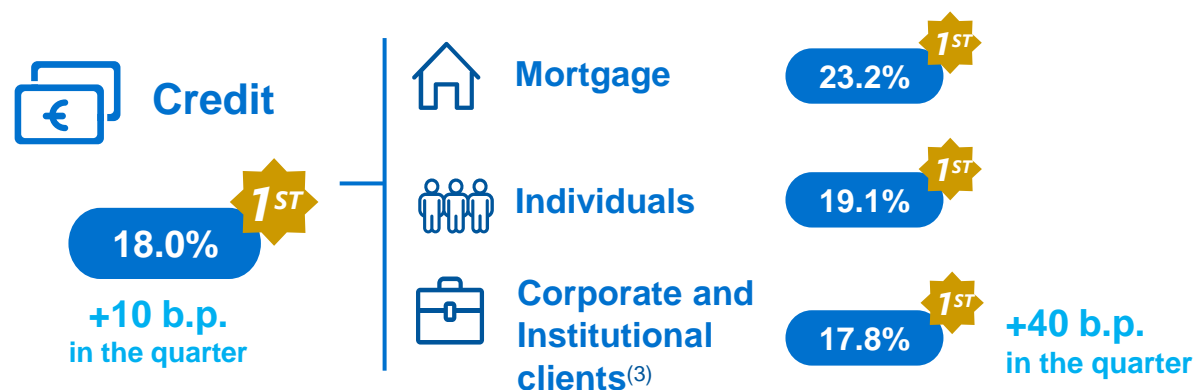 Credit
1ST
18.0%
+10 b.p.
in the quarter
Mortgage
1ST
23.2%
Individuals
1ST
19.1%
Corporate and
Institutional
clients(3)
1ST
17.8%
+40 b.p.
in the quarter